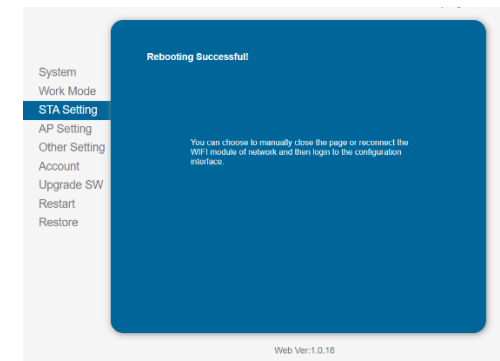 Rebooting Successful!
System
Work Mode
STA Setting
AP Setting
Other Setting
Account
Upgrade SW
Restart
Restore
You can choose to manually close the page or reconnect the
WIFI module of network and then login to the configuration
interface.
Web Ver:1.0.16